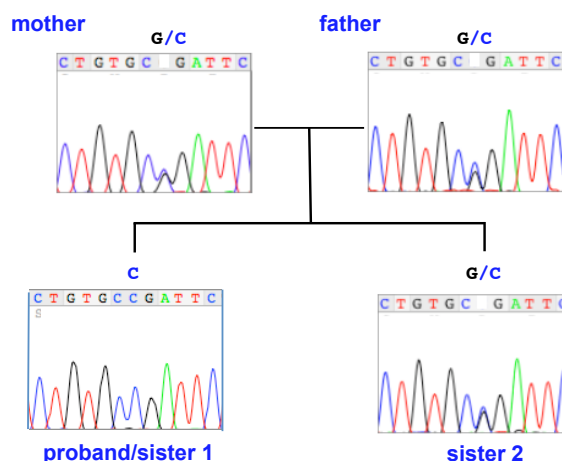 mother
father
G/C
G/C
C T G T G C G A T T C
C T G T G C G A T T C
C
G/C
C T G T G C C G A T T C
S
C T G T G C G A T T C
proband/sister 1
sister 2